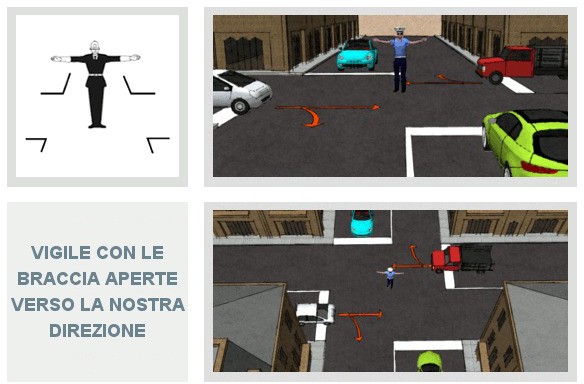 VIGILE CON LE
BRACCIA APERTE
VERSO LA NOSTRA
DIREZIONE